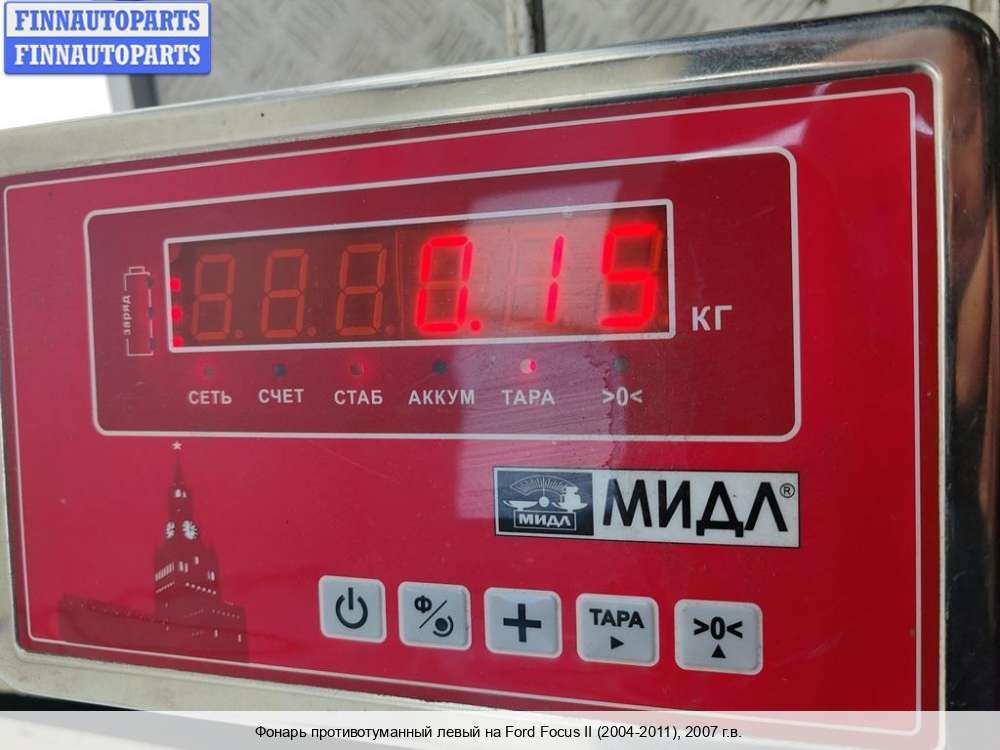 FINNAUTOPARTS
FINNAUTOPARTS
заряд
0.15 КГ
СЕТЬ СЧЕТ СТАБ АККУМ ТАРА >0<
МИДЛ МИДЛ®
Ф ТАРА >0<
Фонарь противотуманный левый на Ford Focus II (2004-2011), 2007 г.в.